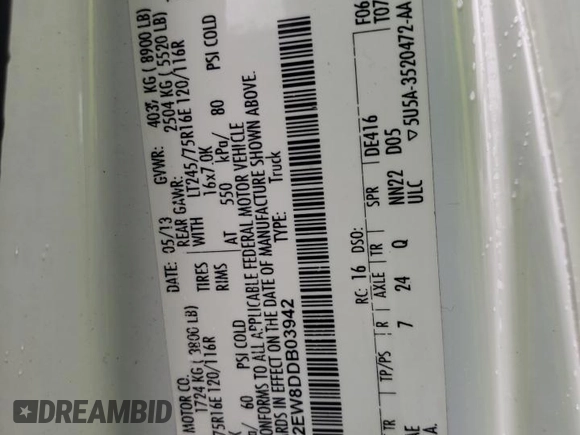 MOTOR CO.
DATE: 05/13
GVWR: 4037 KG ( 8900 LB)
1724 KG ( 3800 LB)
REAR GAWR: 2504 KG ( 5520 LB)
75R16E 120/116R
TIRES WITH LT245/75R16E 120/116R
RIMS 16x7.0K
/ 60 PSI COLD
AT 550 kPa/ 80 PSI COLD
CONFORMS TO ALL APPLICABLE FEDERAL MOTOR VEHICLE
ARDS IN EFFECT ON THE DATE OF MANUFACTURE SHOWN ABOVE.
2EW8DDB03942
TYPE: Truck
F06
T07
RC: 16 DSO:
TR TP/PS R AXLE TR SPR DE416
AE 7 24 Q NN22 D05
A. ULC ▽5U5A-3520472-AA
DREAMBID